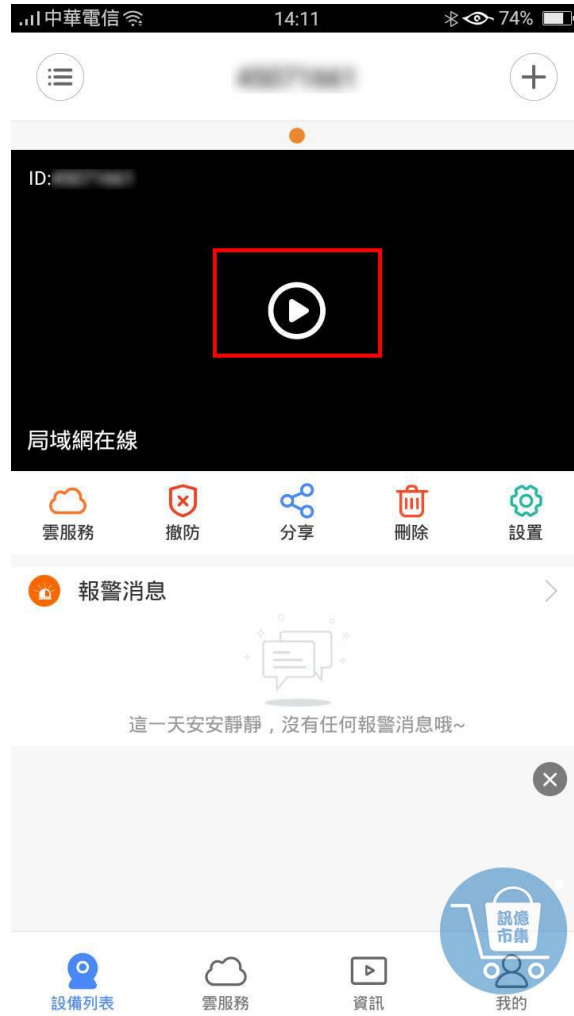 中華電信
14:11
74%
ID:
局域網在線
雲服務
撤防
分享
刪除
設置
報警消息
這一天安安靜靜，沒有任何報警消息哦~
訊億
市集
設備列表
雲服務
資訊
我的